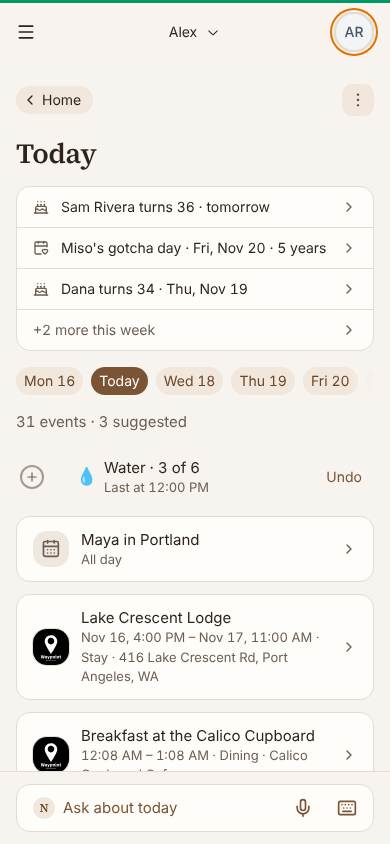 Alex
AR
Home
Today
Sam Rivera turns 36 · tomorrow
Miso's gotcha day · Fri, Nov 20 · 5 years
Dana turns 34 · Thu, Nov 19
+2 more this week
Mon 16 Today Wed 18 Thu 19 Fri 20
31 events · 3 suggested
Water · 3 of 6
Last at 12:00 PM
Undo
Maya in Portland
All day
Lake Crescent Lodge
Nov 16, 4:00 PM – Nov 17, 11:00 AM ·
Stay · 416 Lake Crescent Rd, Port
Angeles, WA
Waypoint
Breakfast at the Calico Cupboard
12:08 AM – 1:08 AM · Dining · Calico
Waypoint
N Ask about today